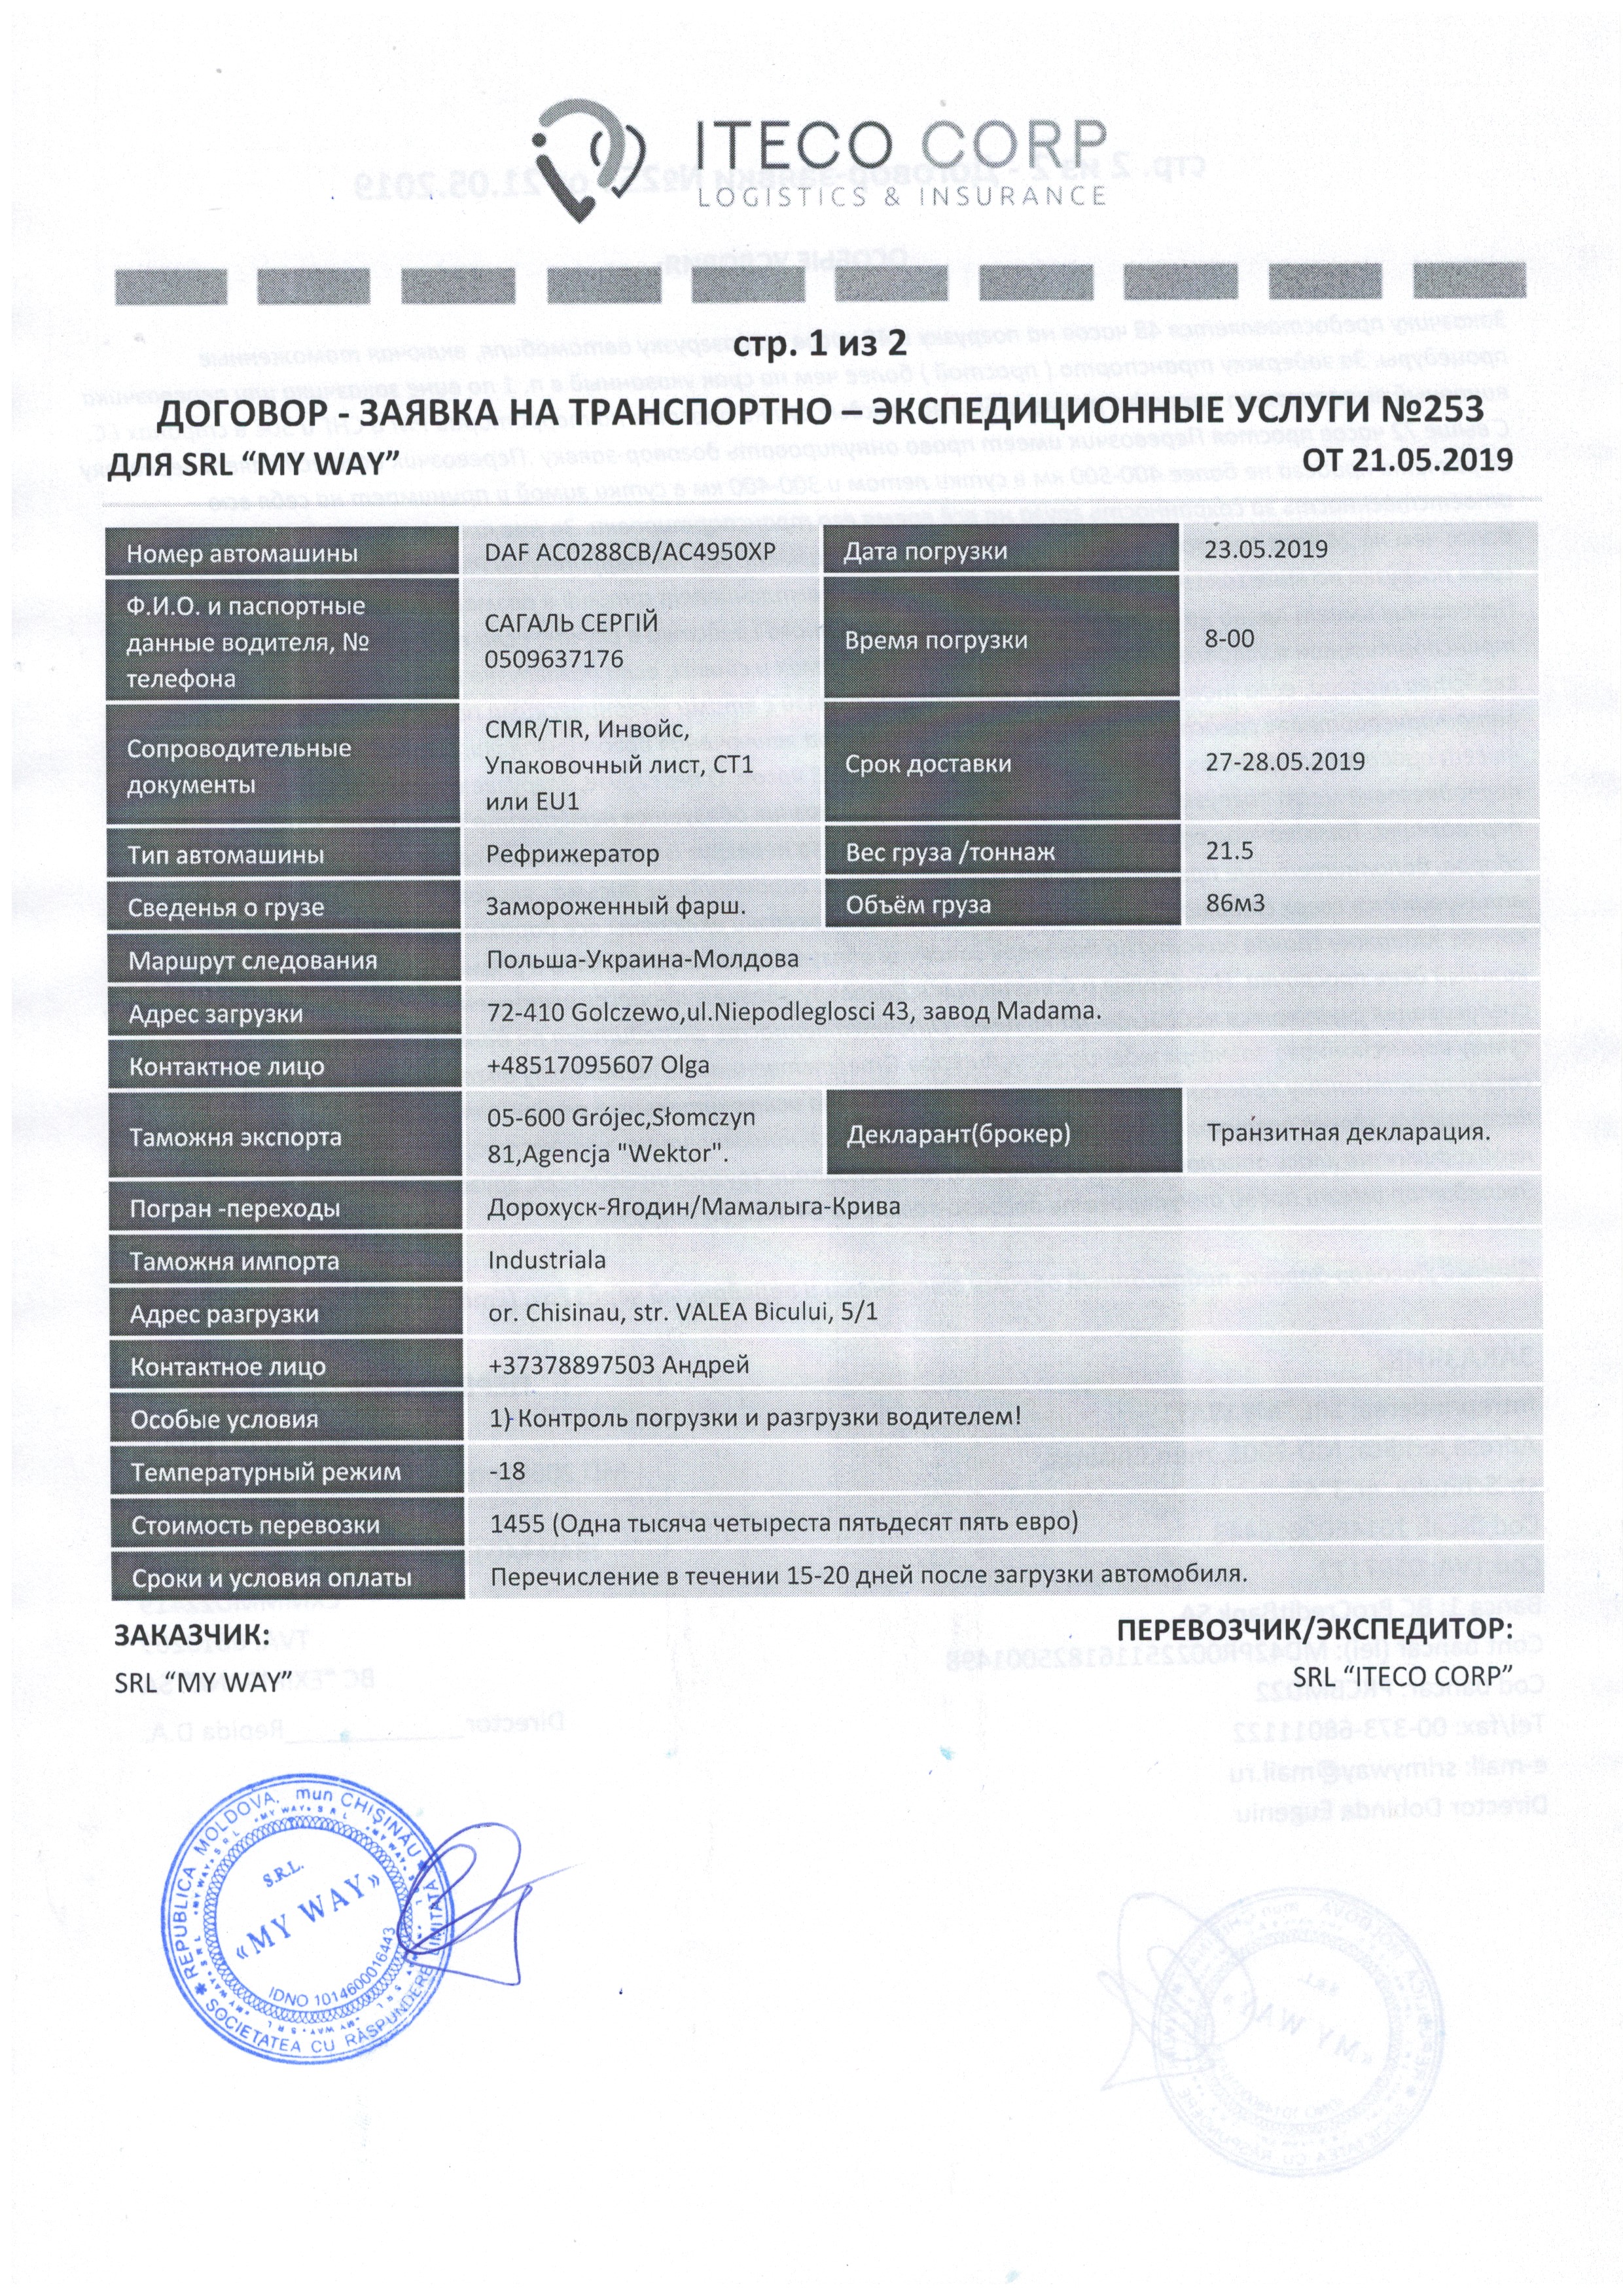 ITECO CORP
LOGISTICS & INSURANCE
стр. 1 из 2
ДОГОВОР - ЗАЯВКА НА ТРАНСПОРТНО – ЭКСПЕДИЦИОННЫЕ УСЛУГИ №253
ДЛЯ SRL “MY WAY” ОТ 21.05.2019
Номер автомашины DAF AC0288CB/AC4950XP Дата погрузки 23.05.2019
Ф.И.О. и паспортные
данные водителя, №
телефона
САГАЛЬ СЕРГІЙ
0509637176
Время погрузки 8-00
Сопроводительные
документы
CMR/TIR, Инвойс,
Упаковочный лист, СТ1
или EU1
Срок доставки 27-28.05.2019
Тип автомашины Рефрижератор Вес груза /тоннаж 21.5
Сведенья о грузе Замороженный фарш. Объём груза 86м3
Маршрут следования Польша-Украина-Молдова
Адрес загрузки 72-410 Golczewo,ul.Niepodleglosci 43, завод Madama.
Контактное лицо +48517095607 Olga
Таможня экспорта
05-600 Grójec,Słomczyn
81,Agencja "Wektor".
Декларант(брокер) Транзитная декларация.
Погран -переходы Дорохуск-Ягодин/Мамалыга-Крива
Таможня импорта Industriala
Адрес разгрузки or. Chisinau, str. VALEA Bicului, 5/1
Контактное лицо +37378897503 Андрей
Особые условия 1) Контроль погрузки и разгрузки водителем!
Температурный режим -18
Стоимость перевозки 1455 (Одна тысяча четыреста пятьдесят пять евро)
Сроки и условия оплаты Перечисление в течении 15-20 дней после загрузки автомобиля.
ЗАКАЗЧИК: ПЕРЕВОЗЧИК/ЭКСПЕДИТОР:
SRL “MY WAY” SRL “ITECO CORP”
REPUBLICA MOLDOVA, mun CHIȘINĂU
SOCIETATEA CU RĂSPUNDERE LIMITATĂ
S.R.L.
«MY WAY»
IDNO 1014600016443